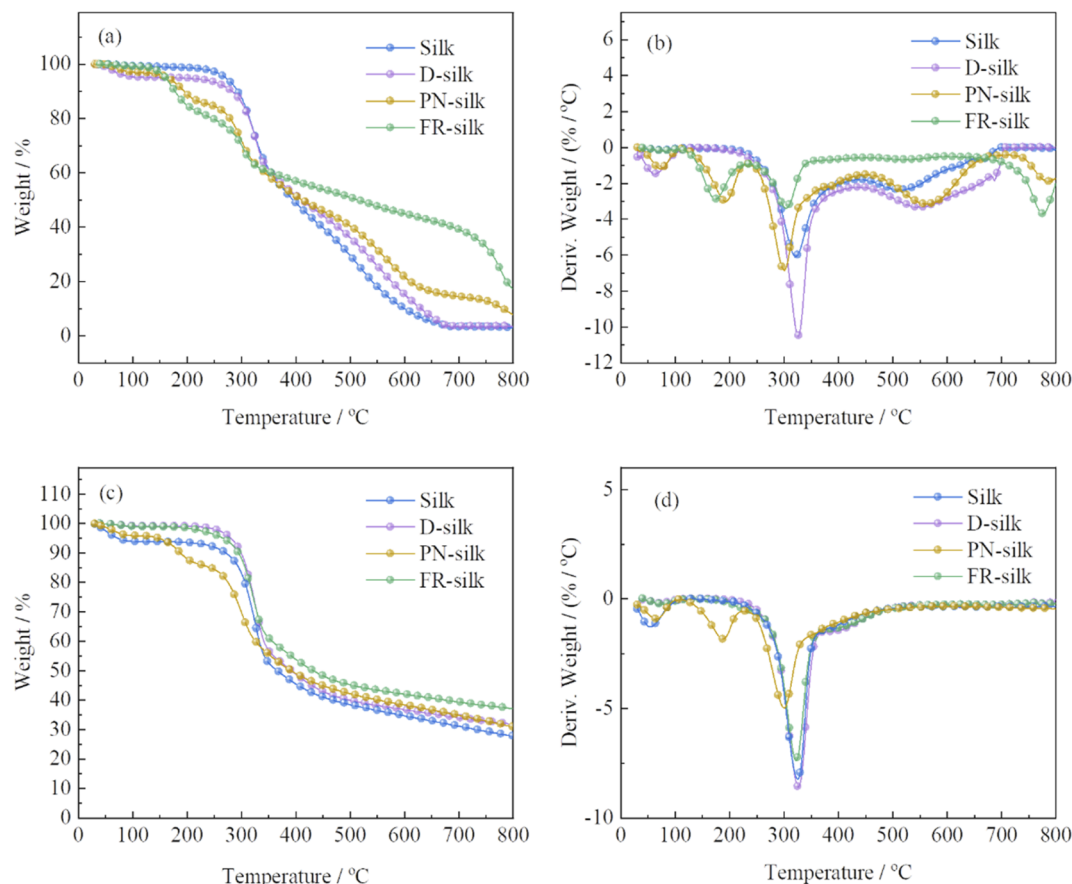 (a)
Silk
D-silk
PN-silk
FR-silk
100
80
60
40
20
0
Weight / %
0 100 200 300 400 500 600 700 800
Temperature / °C
(b)
Silk
D-silk
PN-silk
FR-silk
6
4
2
0
-2
-4
-6
-8
-10
-12
Deriv. Weight / (% / °C)
0 100 200 300 400 500 600 700 800
Temperature / °C
(c)
Silk
D-silk
PN-silk
FR-silk
110
100
90
80
70
60
50
40
30
20
10
0
Weight / %
0 100 200 300 400 500 600 700 800
Temperature / °C
(d)
Silk
D-silk
PN-silk
FR-silk
5
0
-5
-10
Deriv. Weight / (% / °C)
0 100 200 300 400 500 600 700 800
Temperature / °C